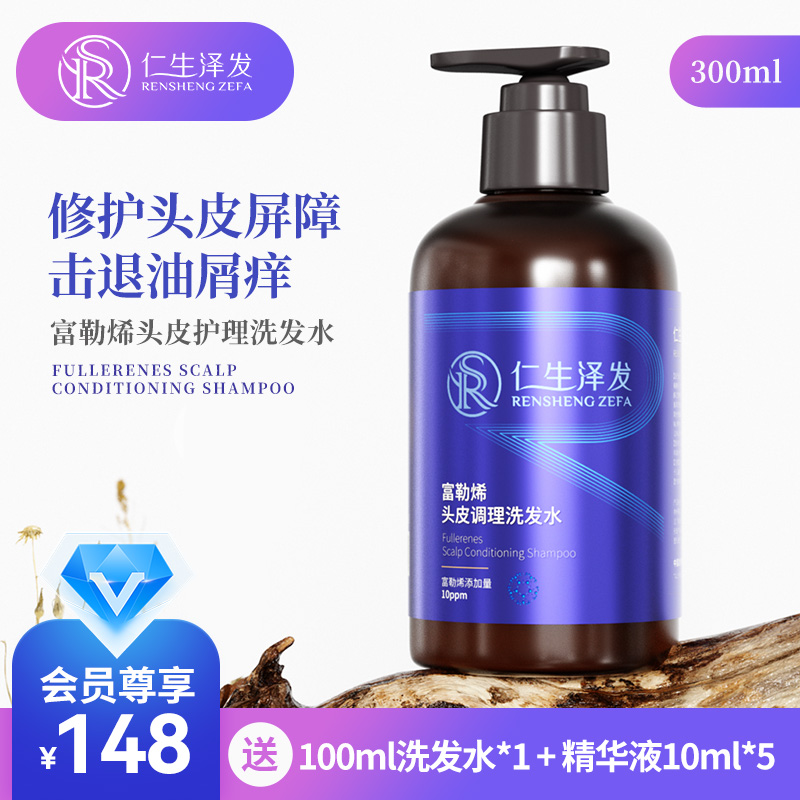 仁生泽发
RENSHENG ZEFA
300ml
修护头皮屏障
击退油屑痒
富勒烯头皮护理洗发水
FULLERENES SCALP
CONDITIONING SHAMPOO
仁生泽发
RENSHENG ZEFA
富勒烯
头皮调理洗发水
Fullerenes
Scalp Conditioning Shampoo
富勒烯添加量
10ppm
V
会员尊享
¥148
送 100ml洗发水*1+精华液10ml*5